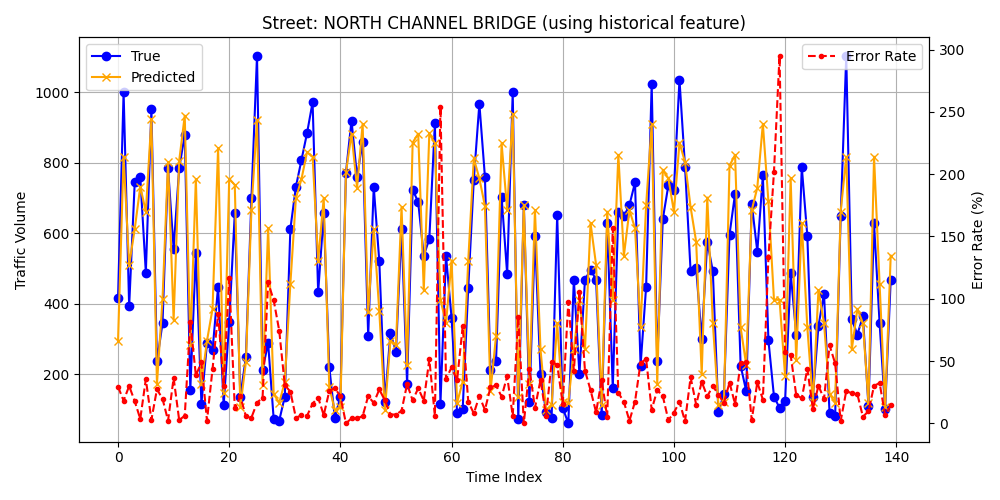 Street: NORTH CHANNEL BRIDGE (using historical feature)
True
Predicted
Error Rate
Traffic Volume
1000
800
600
400
200
300
250
200
150
100
50
0
Error Rate (%)
0 20 40 60 80 100 120 140
Time Index